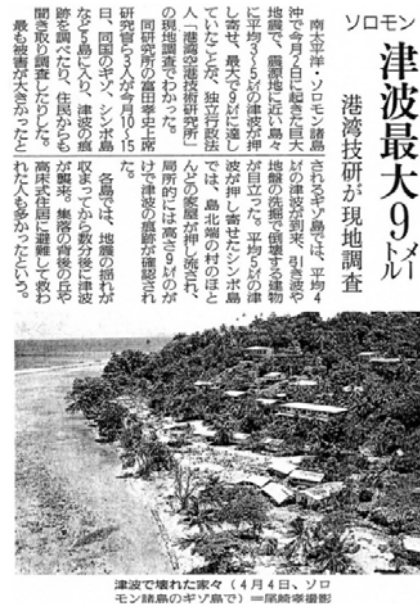 ソロモン
津波最大9メートル
港湾技研が現地調査
南太平洋・ソロモン諸島
沖で今月2日に起きた巨大
地震で、震源地に近い島々
に平均3～5㍍の津波が押
し寄せ、最大で9㍍に達し
ていたことが、独立行政法
人「港湾空港技術研究所」
の現地調査でわかった。
同研究所の富田孝史上席
研究官ら3人が今月10～15
日、同国のギゾ、シンボ島
など5島に入り、津波の痕
跡を調べたり、住民からも
聞き取り調査したりした。
最も被害が大きかったと
されるギゾ島では、平均4
㍍の津波が到来、引き波や
地盤の洗掘で倒壊する建物
が目立った。平均5㍍の津
波が押し寄せたシンボ島
では、島北端の村のほと
んどの家屋が押し流され、
局所的には高さ9㍍のが
けで津波の痕跡が確認され
た。
各島では、地震の揺れが
収まってから数分後に津波
が襲来。集落の背後の丘や
高床式住居に避難して救わ
れた人も多かったという。
津波で壊れた家々（4月4日、ソロ
モン諸島のギゾ島で）＝尾崎孝撮影